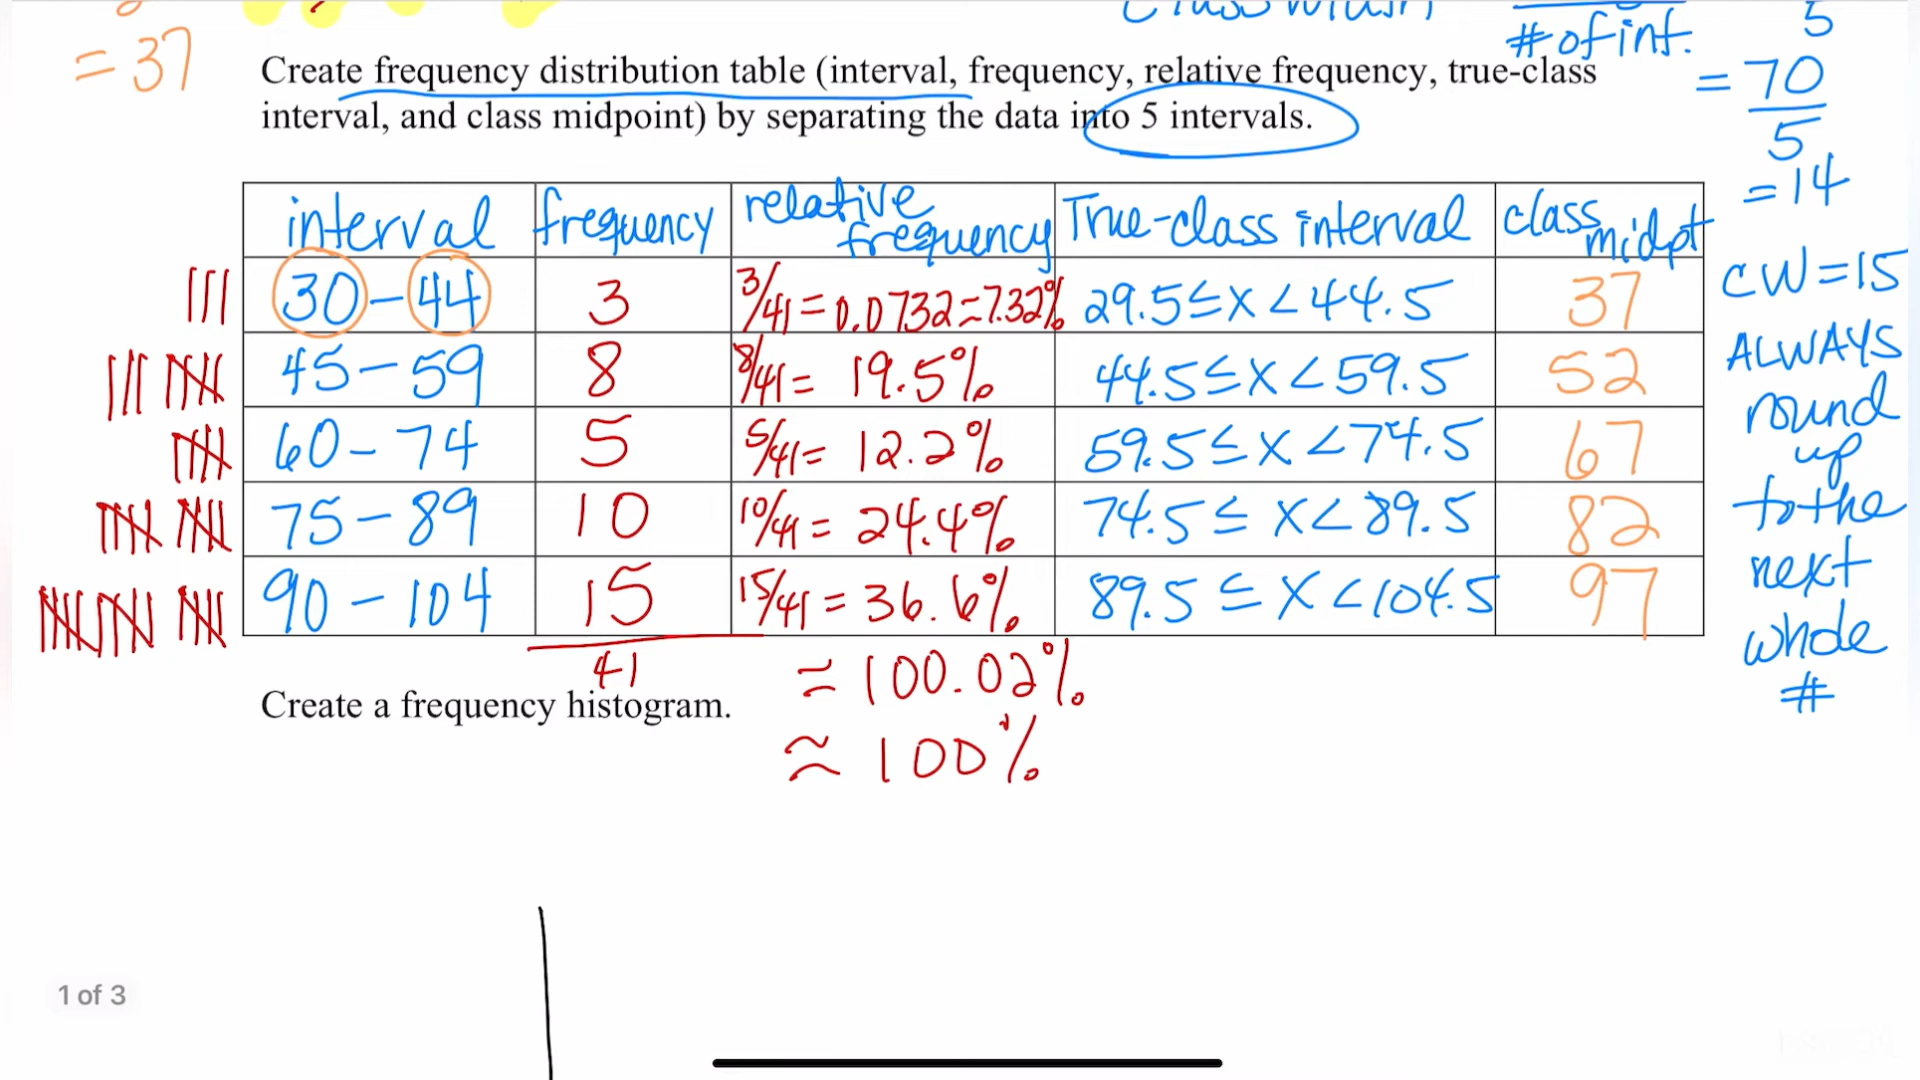 = 37
# of int.
5
= 70
5
= 14
Create frequency distribution table (interval, frequency, relative frequency, true-class
interval, and class midpoint) by separating the data into 5 intervals.
interval frequency relative frequency True-class interval class midpt
30 - 44 3 3/41 = 0.0732 = 7.32% 29.5 ≤ x < 44.5 37
45 - 59 8 8/41 = 19.5% 44.5 ≤ x < 59.5 52
60 - 74 5 5/41 = 12.2% 59.5 ≤ x < 74.5 67
75 - 89 10 10/41 = 24.4% 74.5 ≤ x < 89.5 82
90 - 104 15 15/41 = 36.6% 89.5 ≤ x < 104.5 97
41
≈ 100.02%
≈ 100%
CW = 15
ALWAYS
round
up
to the
next
whole
#
Create a frequency histogram.
1 of 3